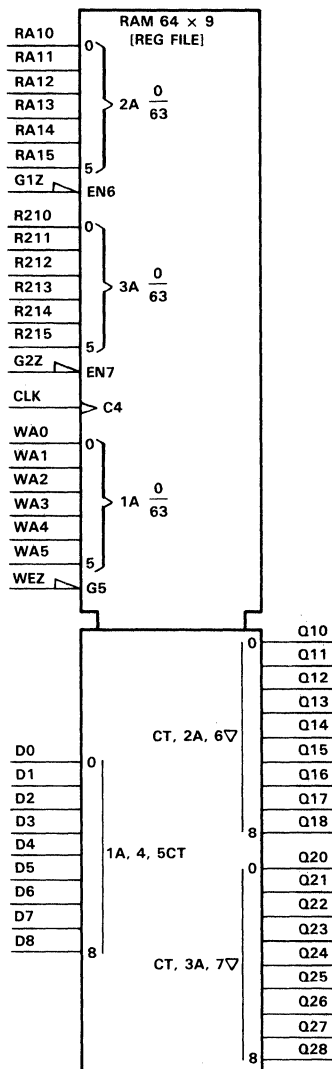 RAM 64 × 9
[REG FILE]
RA10 0
RA11
RA12
RA13
RA14
RA15 5
2A 0/63
G1Z EN6
R210 0
R211
R212
R213
R214
R215 5
3A 0/63
G2Z EN7
CLK C4
WA0 0
WA1
WA2
WA3
WA4
WA5 5
1A 0/63
WEZ G5
D0 0
D1
D2
D3
D4
D5
D6
D7
D8 8
1A, 4, 5CT
0 Q10
Q11
Q12
Q13
Q14
Q15
Q16
Q17
8 Q18
CT, 2A, 6▽
0 Q20
Q21
Q22
Q23
Q24
Q25
Q26
Q27
8 Q28
CT, 3A, 7▽